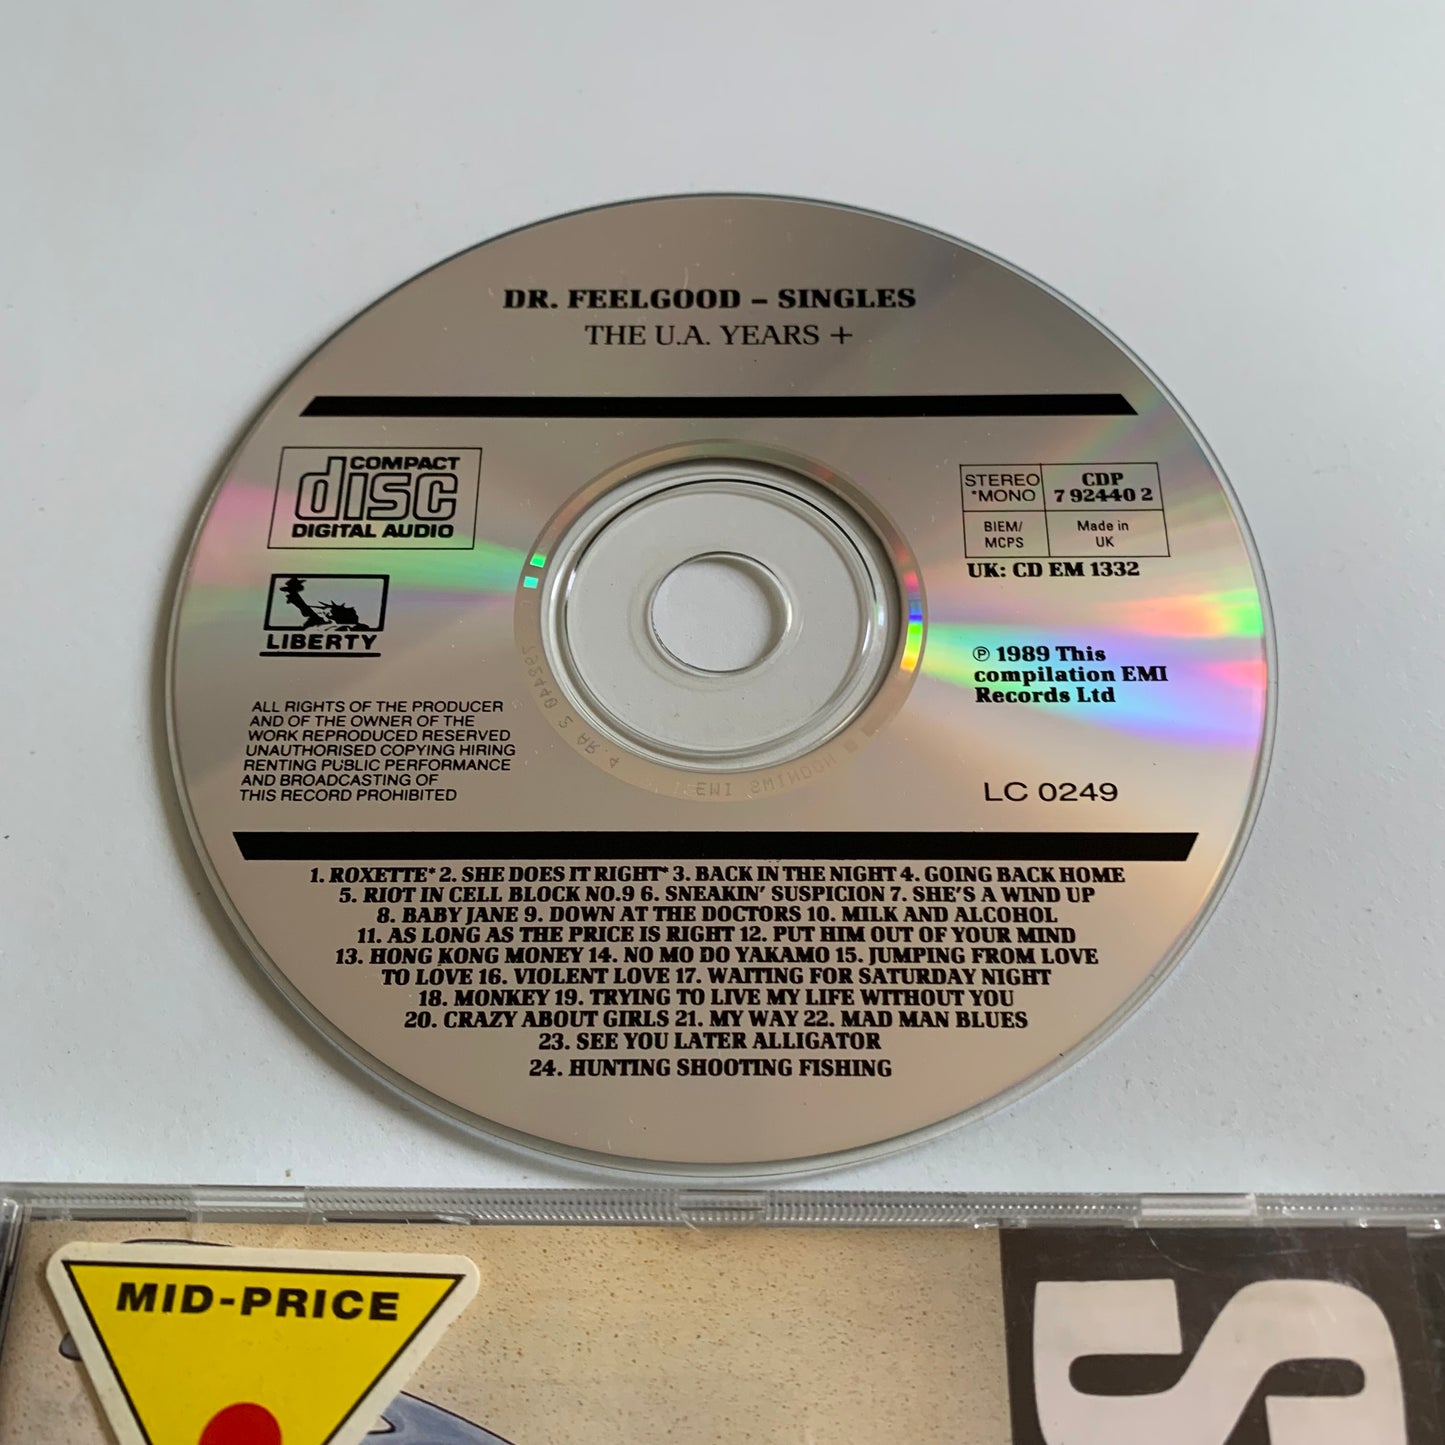 DR. FEELGOOD – SINGLES
THE U.A. YEARS +
COMPACT
disc
DIGITAL AUDIO
STEREO
*MONO
CDP
7 92440 2
BIEM/
MCPS
Made in
UK
UK: CD EM 1332
LIBERTY
℗ 1989 This
compilation EMI
Records Ltd
ALL RIGHTS OF THE PRODUCER
AND OF THE OWNER OF THE
WORK REPRODUCED RESERVED
UNAUTHORISED COPYING HIRING
RENTING PUBLIC PERFORMANCE
AND BROADCASTING OF
THIS RECORD PROHIBITED
EMI SWINDON
LC 0249
1. ROXETTE* 2. SHE DOES IT RIGHT* 3. BACK IN THE NIGHT 4. GOING BACK HOME
5. RIOT IN CELL BLOCK NO.9 6. SNEAKIN' SUSPICION 7. SHE'S A WIND UP
8. BABY JANE 9. DOWN AT THE DOCTORS 10. MILK AND ALCOHOL
11. AS LONG AS THE PRICE IS RIGHT 12. PUT HIM OUT OF YOUR MIND
13. HONG KONG MONEY 14. NO MO DO YAKAMO 15. JUMPING FROM LOVE
TO LOVE 16. VIOLENT LOVE 17. WAITING FOR SATURDAY NIGHT
18. MONKEY 19. TRYING TO LIVE MY LIFE WITHOUT YOU
20. CRAZY ABOUT GIRLS 21. MY WAY 22. MAD MAN BLUES
23. SEE YOU LATER ALLIGATOR
24. HUNTING SHOOTING FISHING
MID-PRICE
S